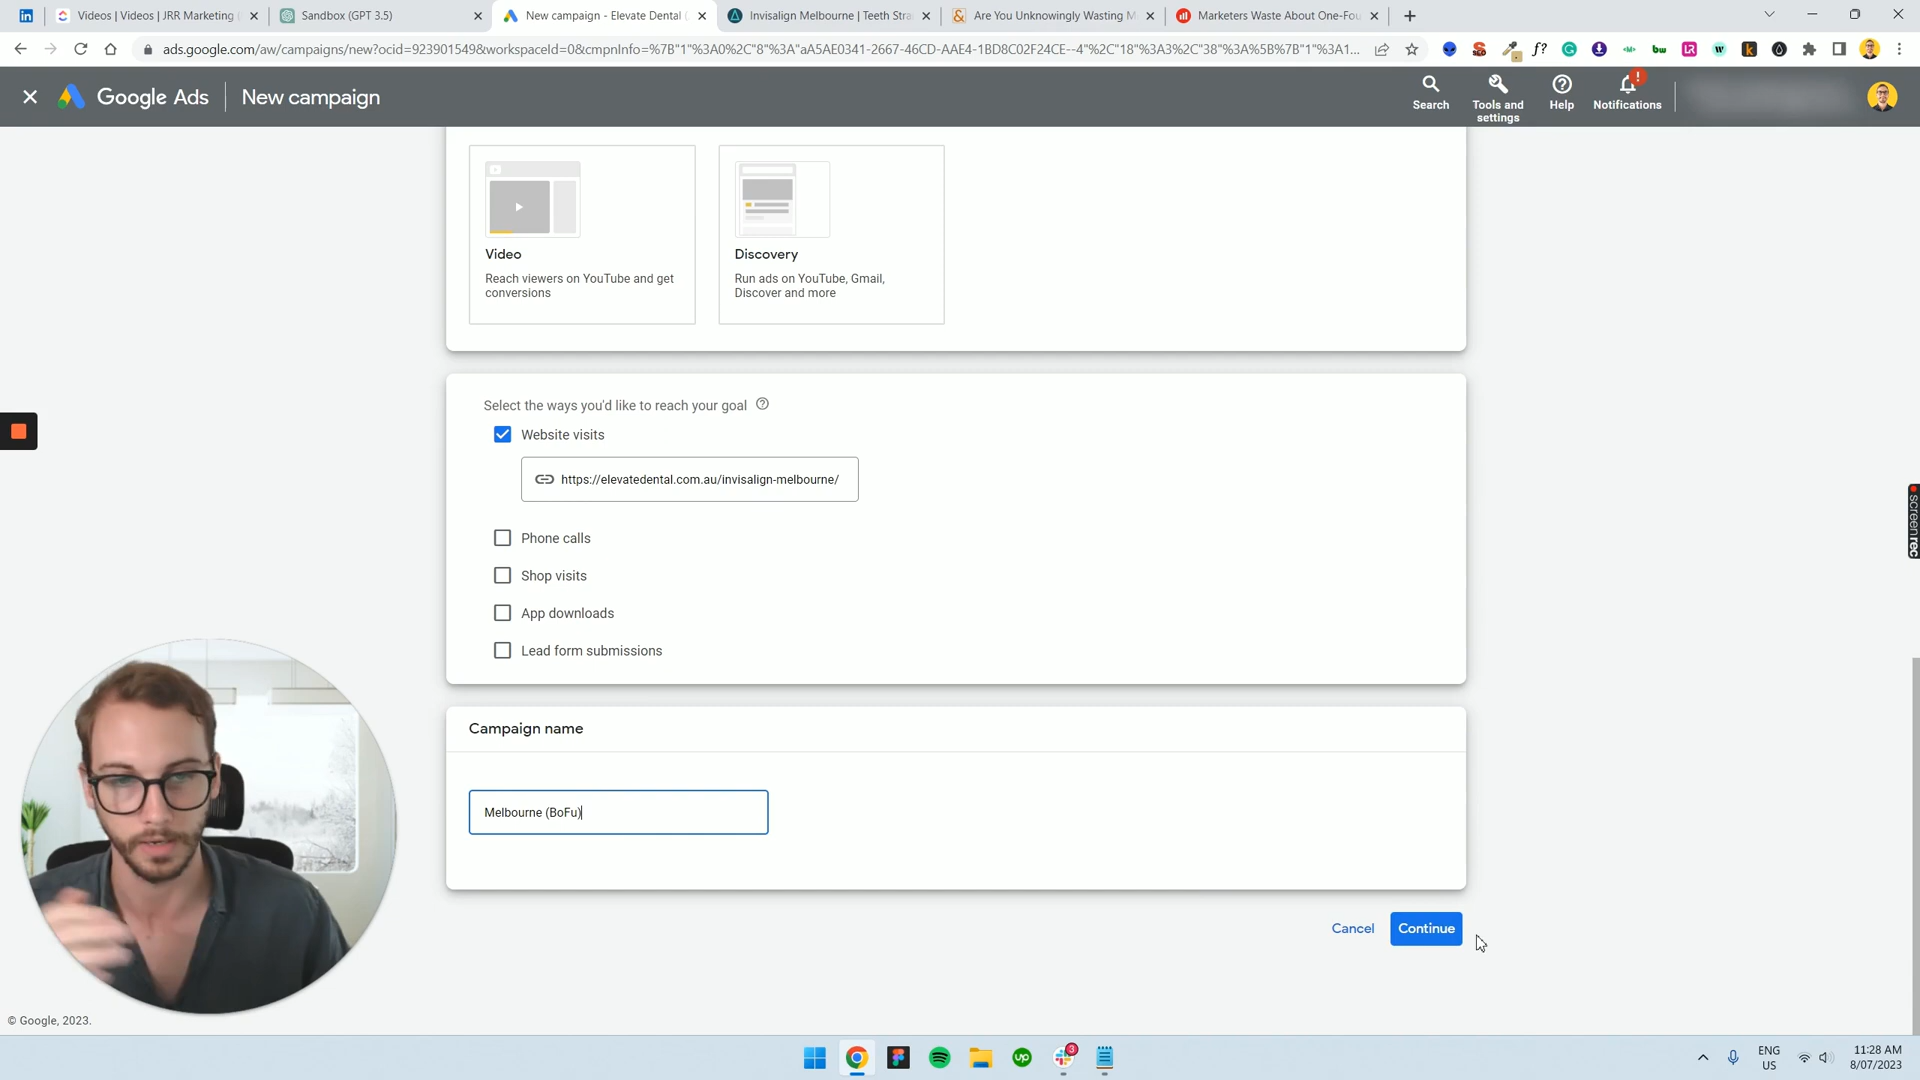 Videos | Videos | JRR Marketing
Sandbox (GPT 3.5)
New campaign - Elevate Dental
Invisalign Melbourne | Teeth Stra
Are You Unknowingly Wasting M
Marketers Waste About One-Fou
ads.google.com/aw/campaigns/new?ocid=923901549&workspaceId=0&cmpnInfo=%7B"1"%3A0%2C"8"%3A"aA5AE0341-2667-46CD-AAE4-1BD8C02F24CE--4"%2C"18"%3A3%2C"38"%3A%5B%7B"1"%3A1...
Google Ads
New campaign
Search
Tools and
settings
Help
Notifications
Video
Reach viewers on YouTube and get
conversions
Discovery
Run ads on YouTube, Gmail,
Discover and more
Select the ways you'd like to reach your goal
Website visits
https://elevatedental.com.au/invisalign-melbourne/
Phone calls
Shop visits
App downloads
Lead form submissions
Campaign name
Melbourne (BoFu)
Cancel
Continue
screenrec
© Google, 2023.
3
ENG
US
11:28 AM
8/07/2023